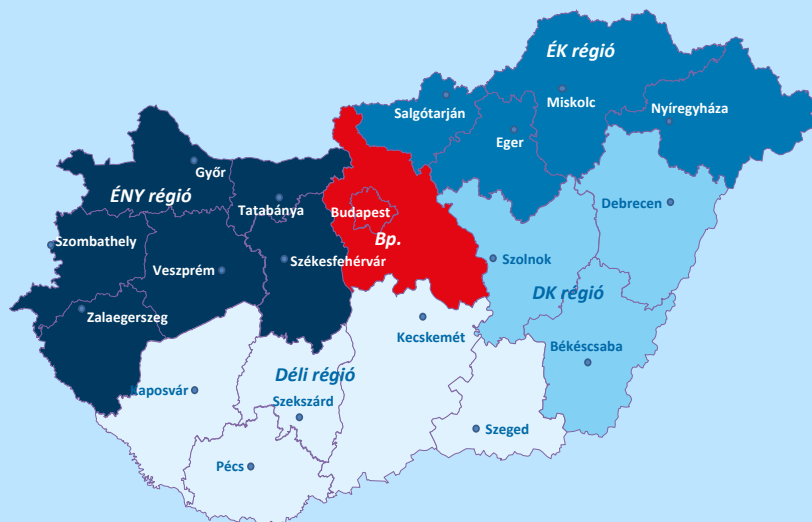 ÉK régió
Salgótarján
Miskolc
Nyíregyháza
Eger
Győr
ÉNY régió
Tatabánya
Budapest
Debrecen
Szombathely
Bp.
Veszprém
Székesfehérvár
Szolnok
DK régió
Zalaegerszeg
Kecskemét
Békéscsaba
Déli régió
Kaposvár
Szekszárd
Szeged
Pécs